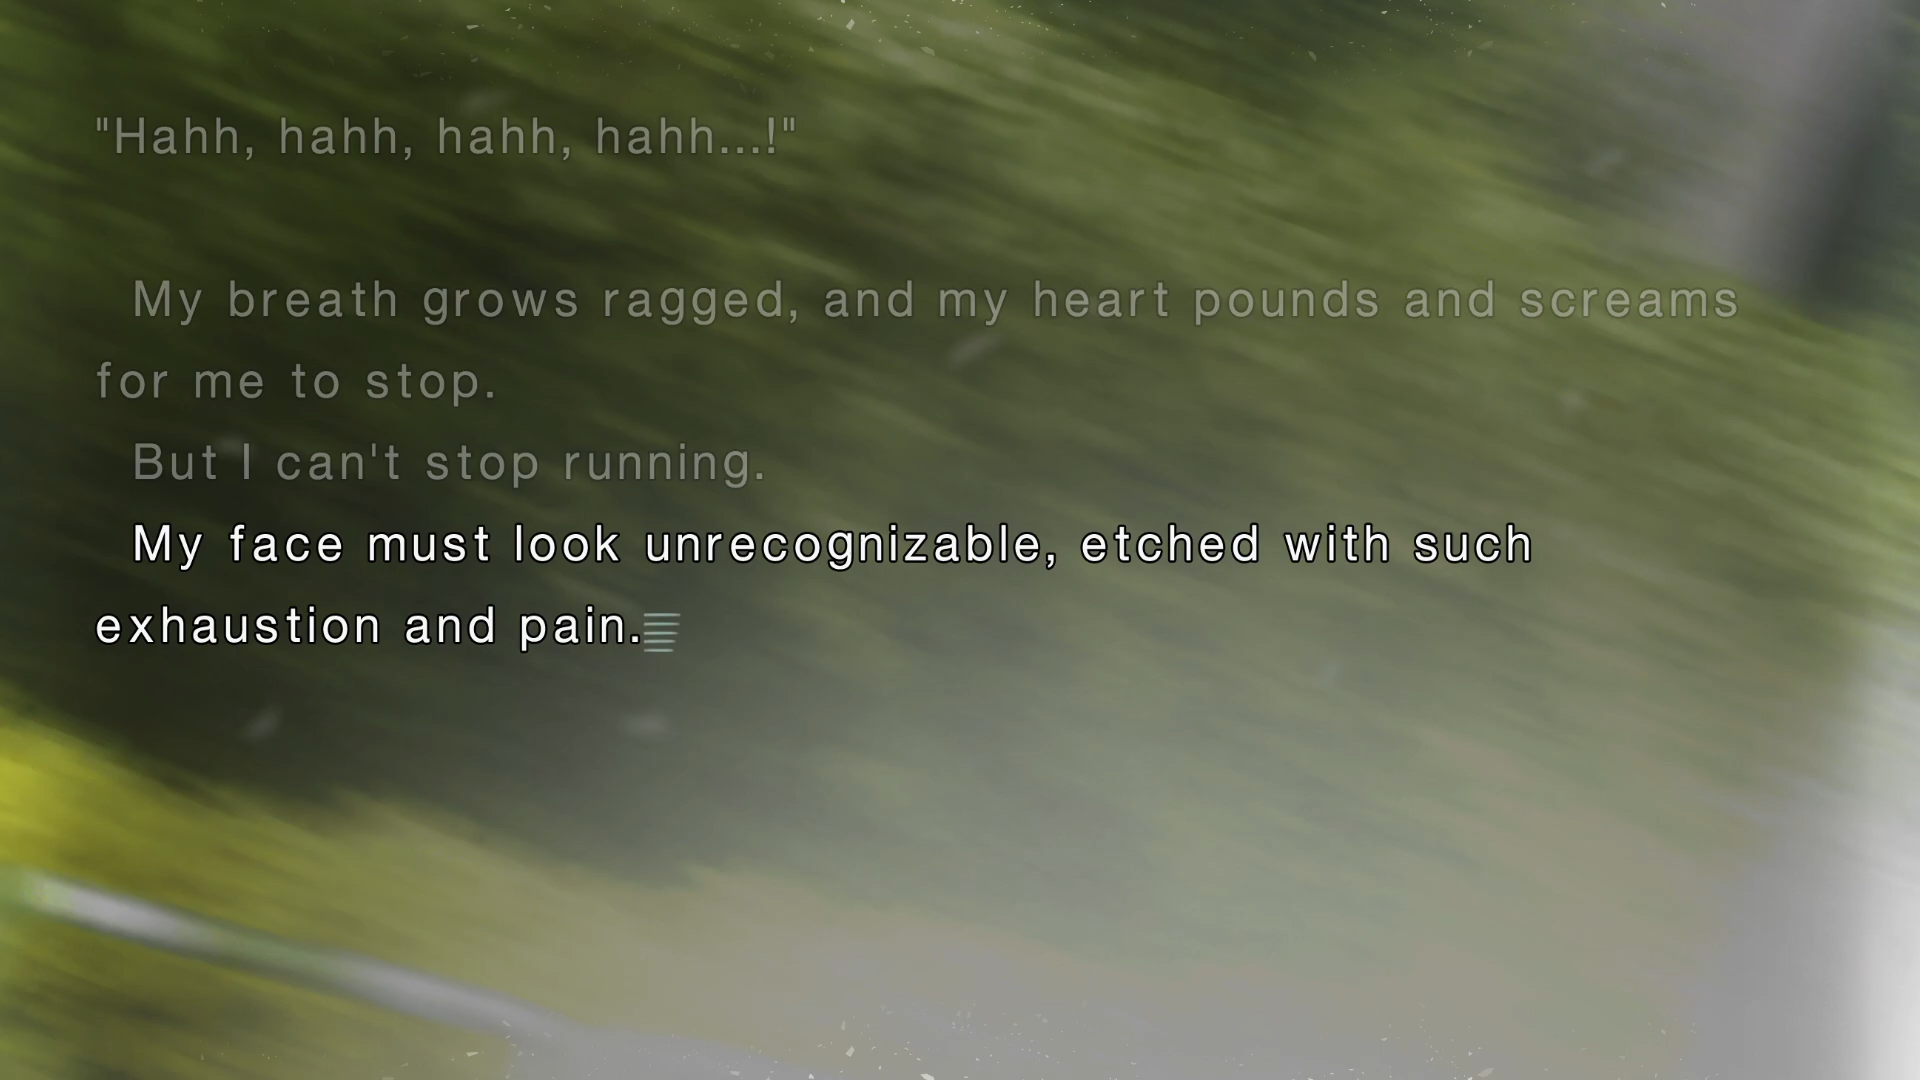 "Hahh, hahh, hahh, hahh...!"
My breath grows ragged, and my heart pounds and screams
for me to stop.
But I can't stop running.
My face must look unrecognizable, etched with such
exhaustion and pain.